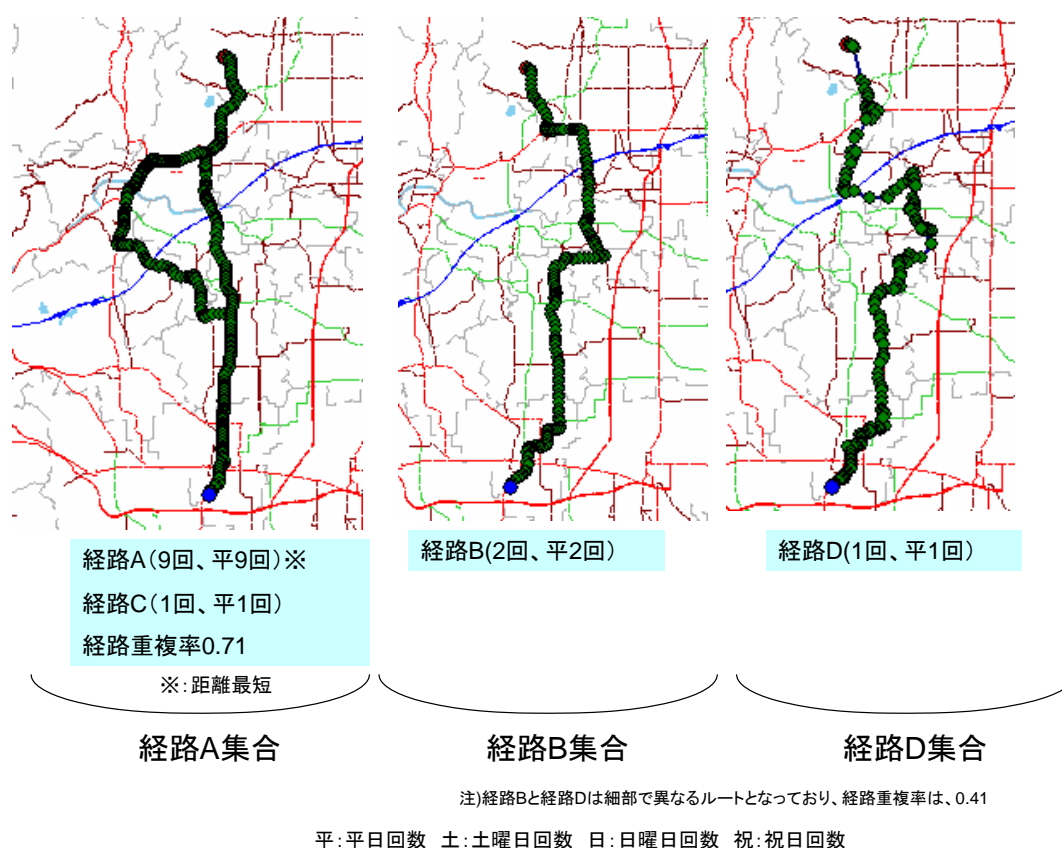 経路A(9回、平9回)※
経路C(1回、平1回)
経路重複率0.71
※:距離最短
経路A集合
経路B(2回、平2回)
経路B集合
経路D(1回、平1回)
経路D集合
注)経路Bと経路Dは細部で異なるルートとなっており、経路重複率は、0.41
平:平日回数 土:土曜日回数 日:日曜日回数 祝:祝日回数